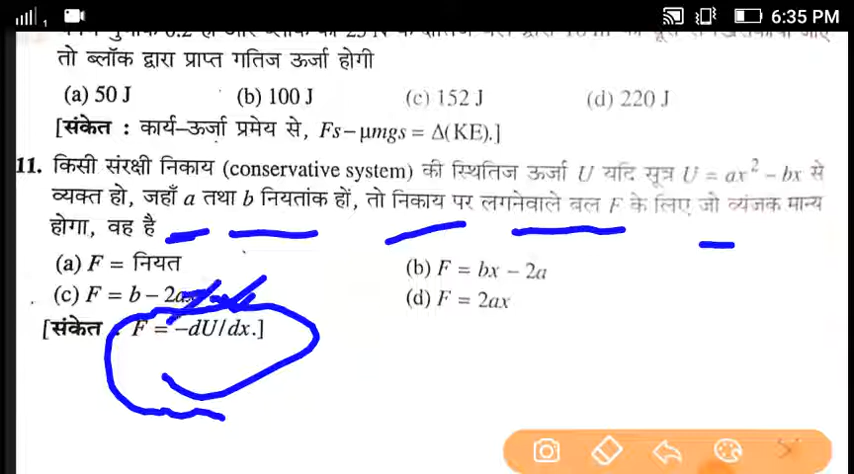 1 6:35 PM
तो ब्लॉक द्वारा प्राप्त गतिज ऊर्जा होगी
(a) 50 J (b) 100 J (c) 152 J (d) 220 J
[संकेत : कार्य–ऊर्जा प्रमेय से, Fs – μmgs = Δ(KE).]
11. किसी संरक्षी निकाय (conservative system) की स्थितिज ऊर्जा U यदि सूत्र U = ax² – bx से
व्यक्त हो, जहाँ a तथा b नियतांक हों, तो निकाय पर लगनेवाले बल F के लिए जो व्यंजक मान्य
होगा, वह है
(a) F = नियत (b) F = bx – 2a
(c) F = b – 2ax (d) F = 2ax
[संकेत : F = –dU/dx.]